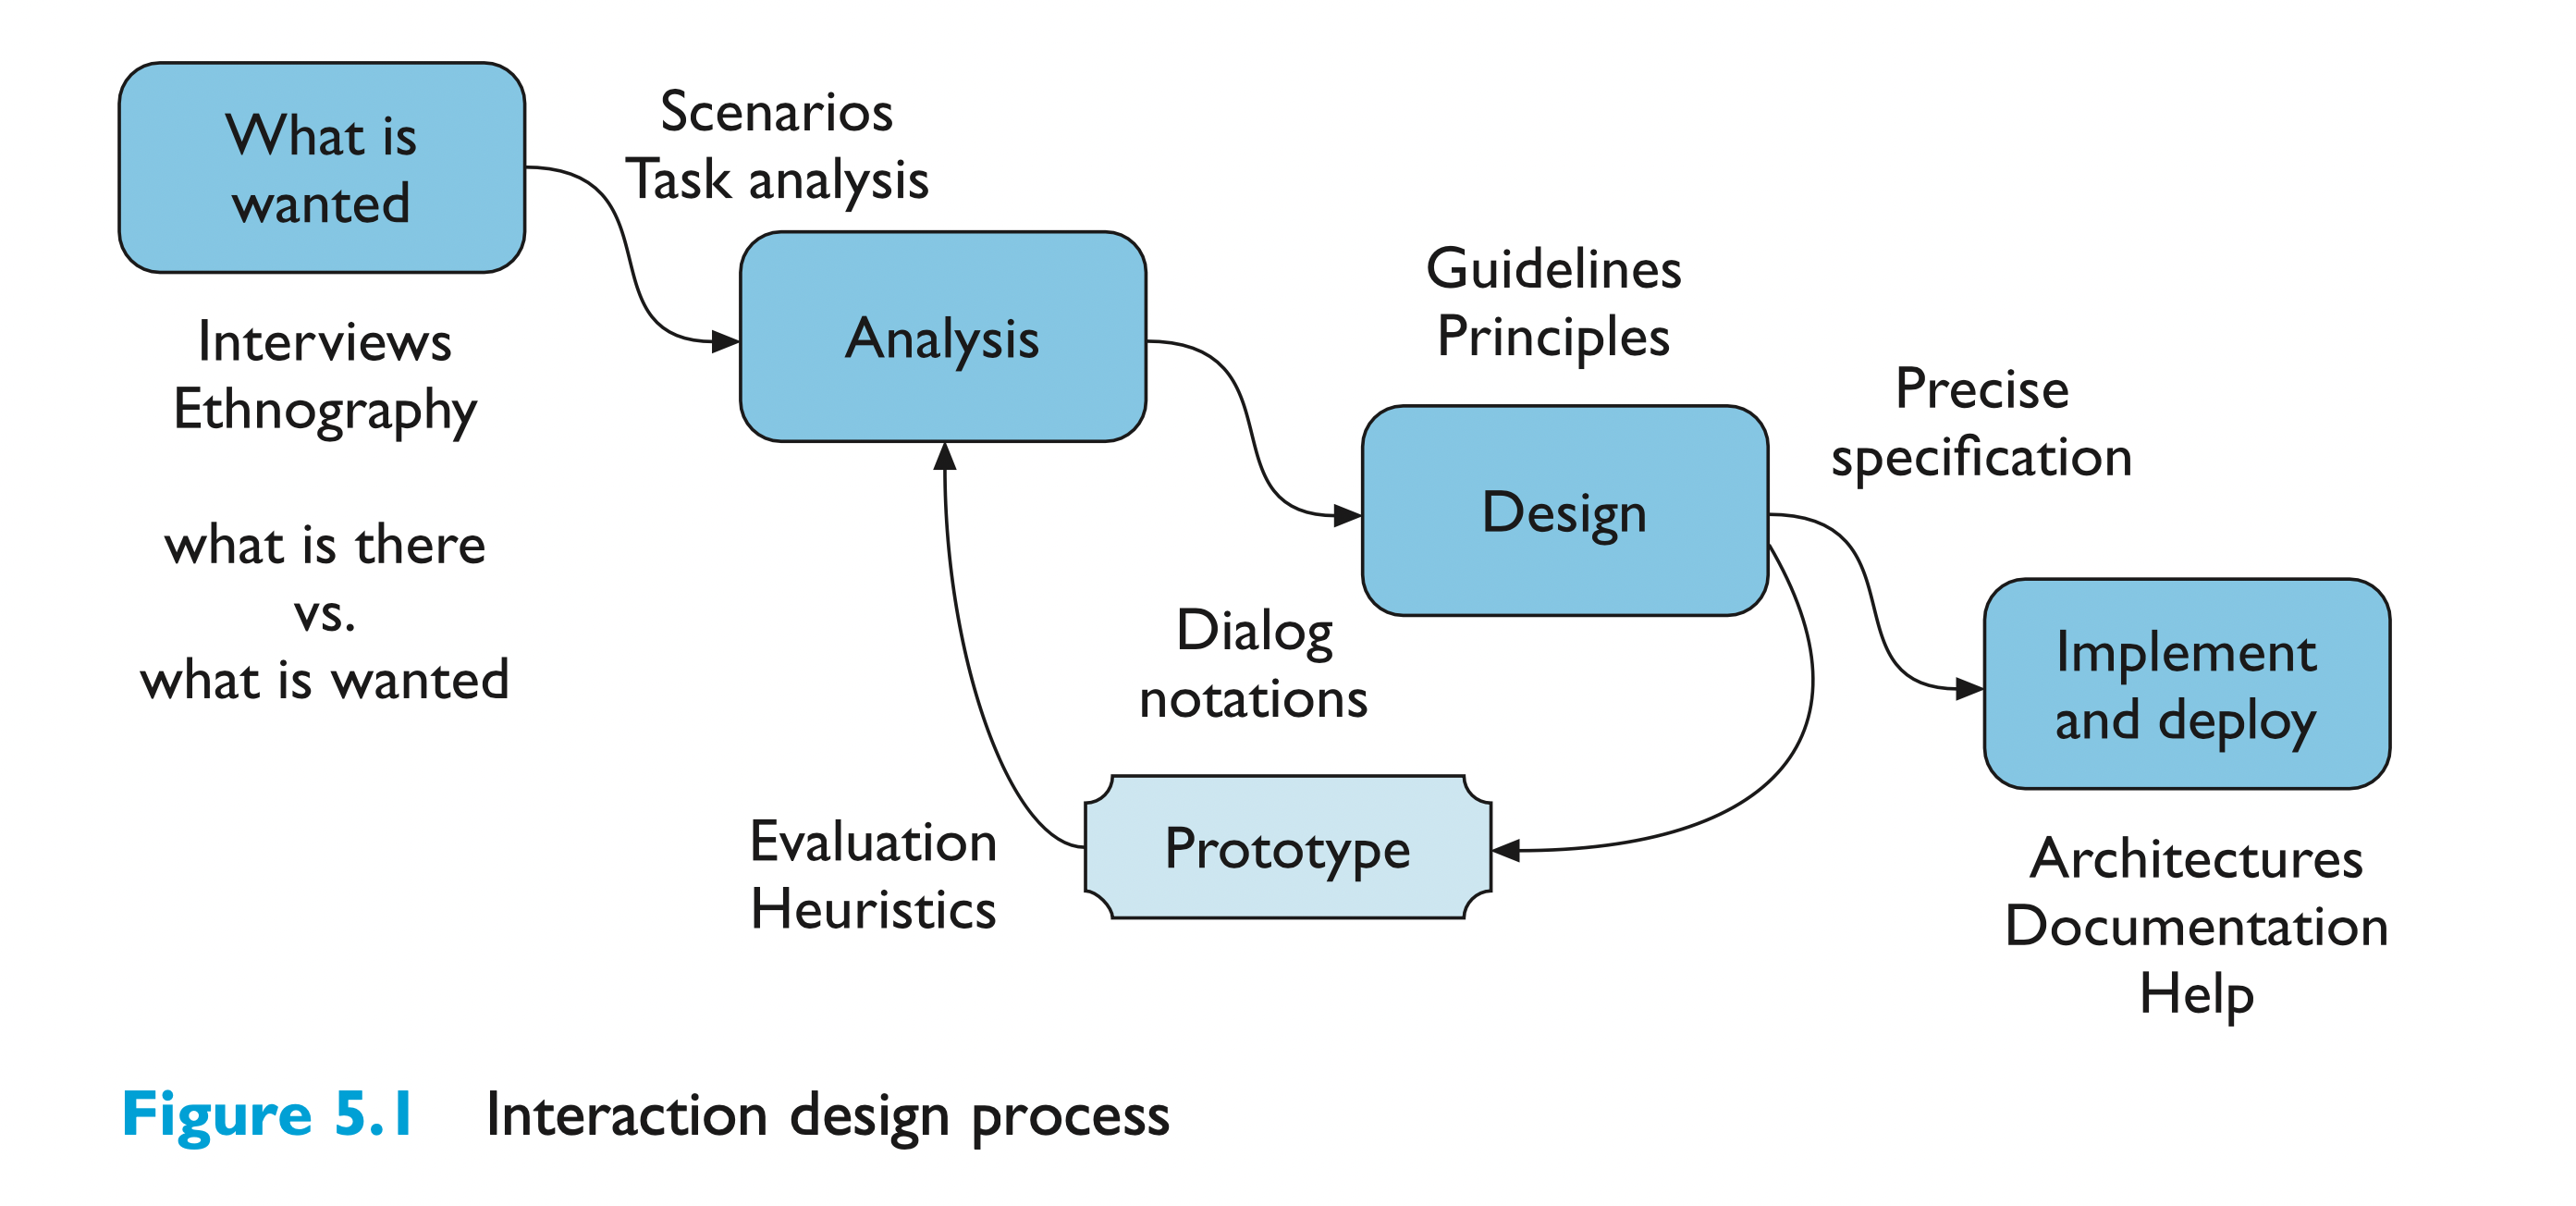 What is
wanted
Interviews
Ethnography
what is there
vs.
what is wanted
Scenarios
Task analysis
Analysis
Guidelines
Principles
Design
Precise
specification
Dialog
notations
Implement
and deploy
Evaluation
Heuristics
Prototype
Architectures
Documentation
Help
Figure 5.1 Interaction design process